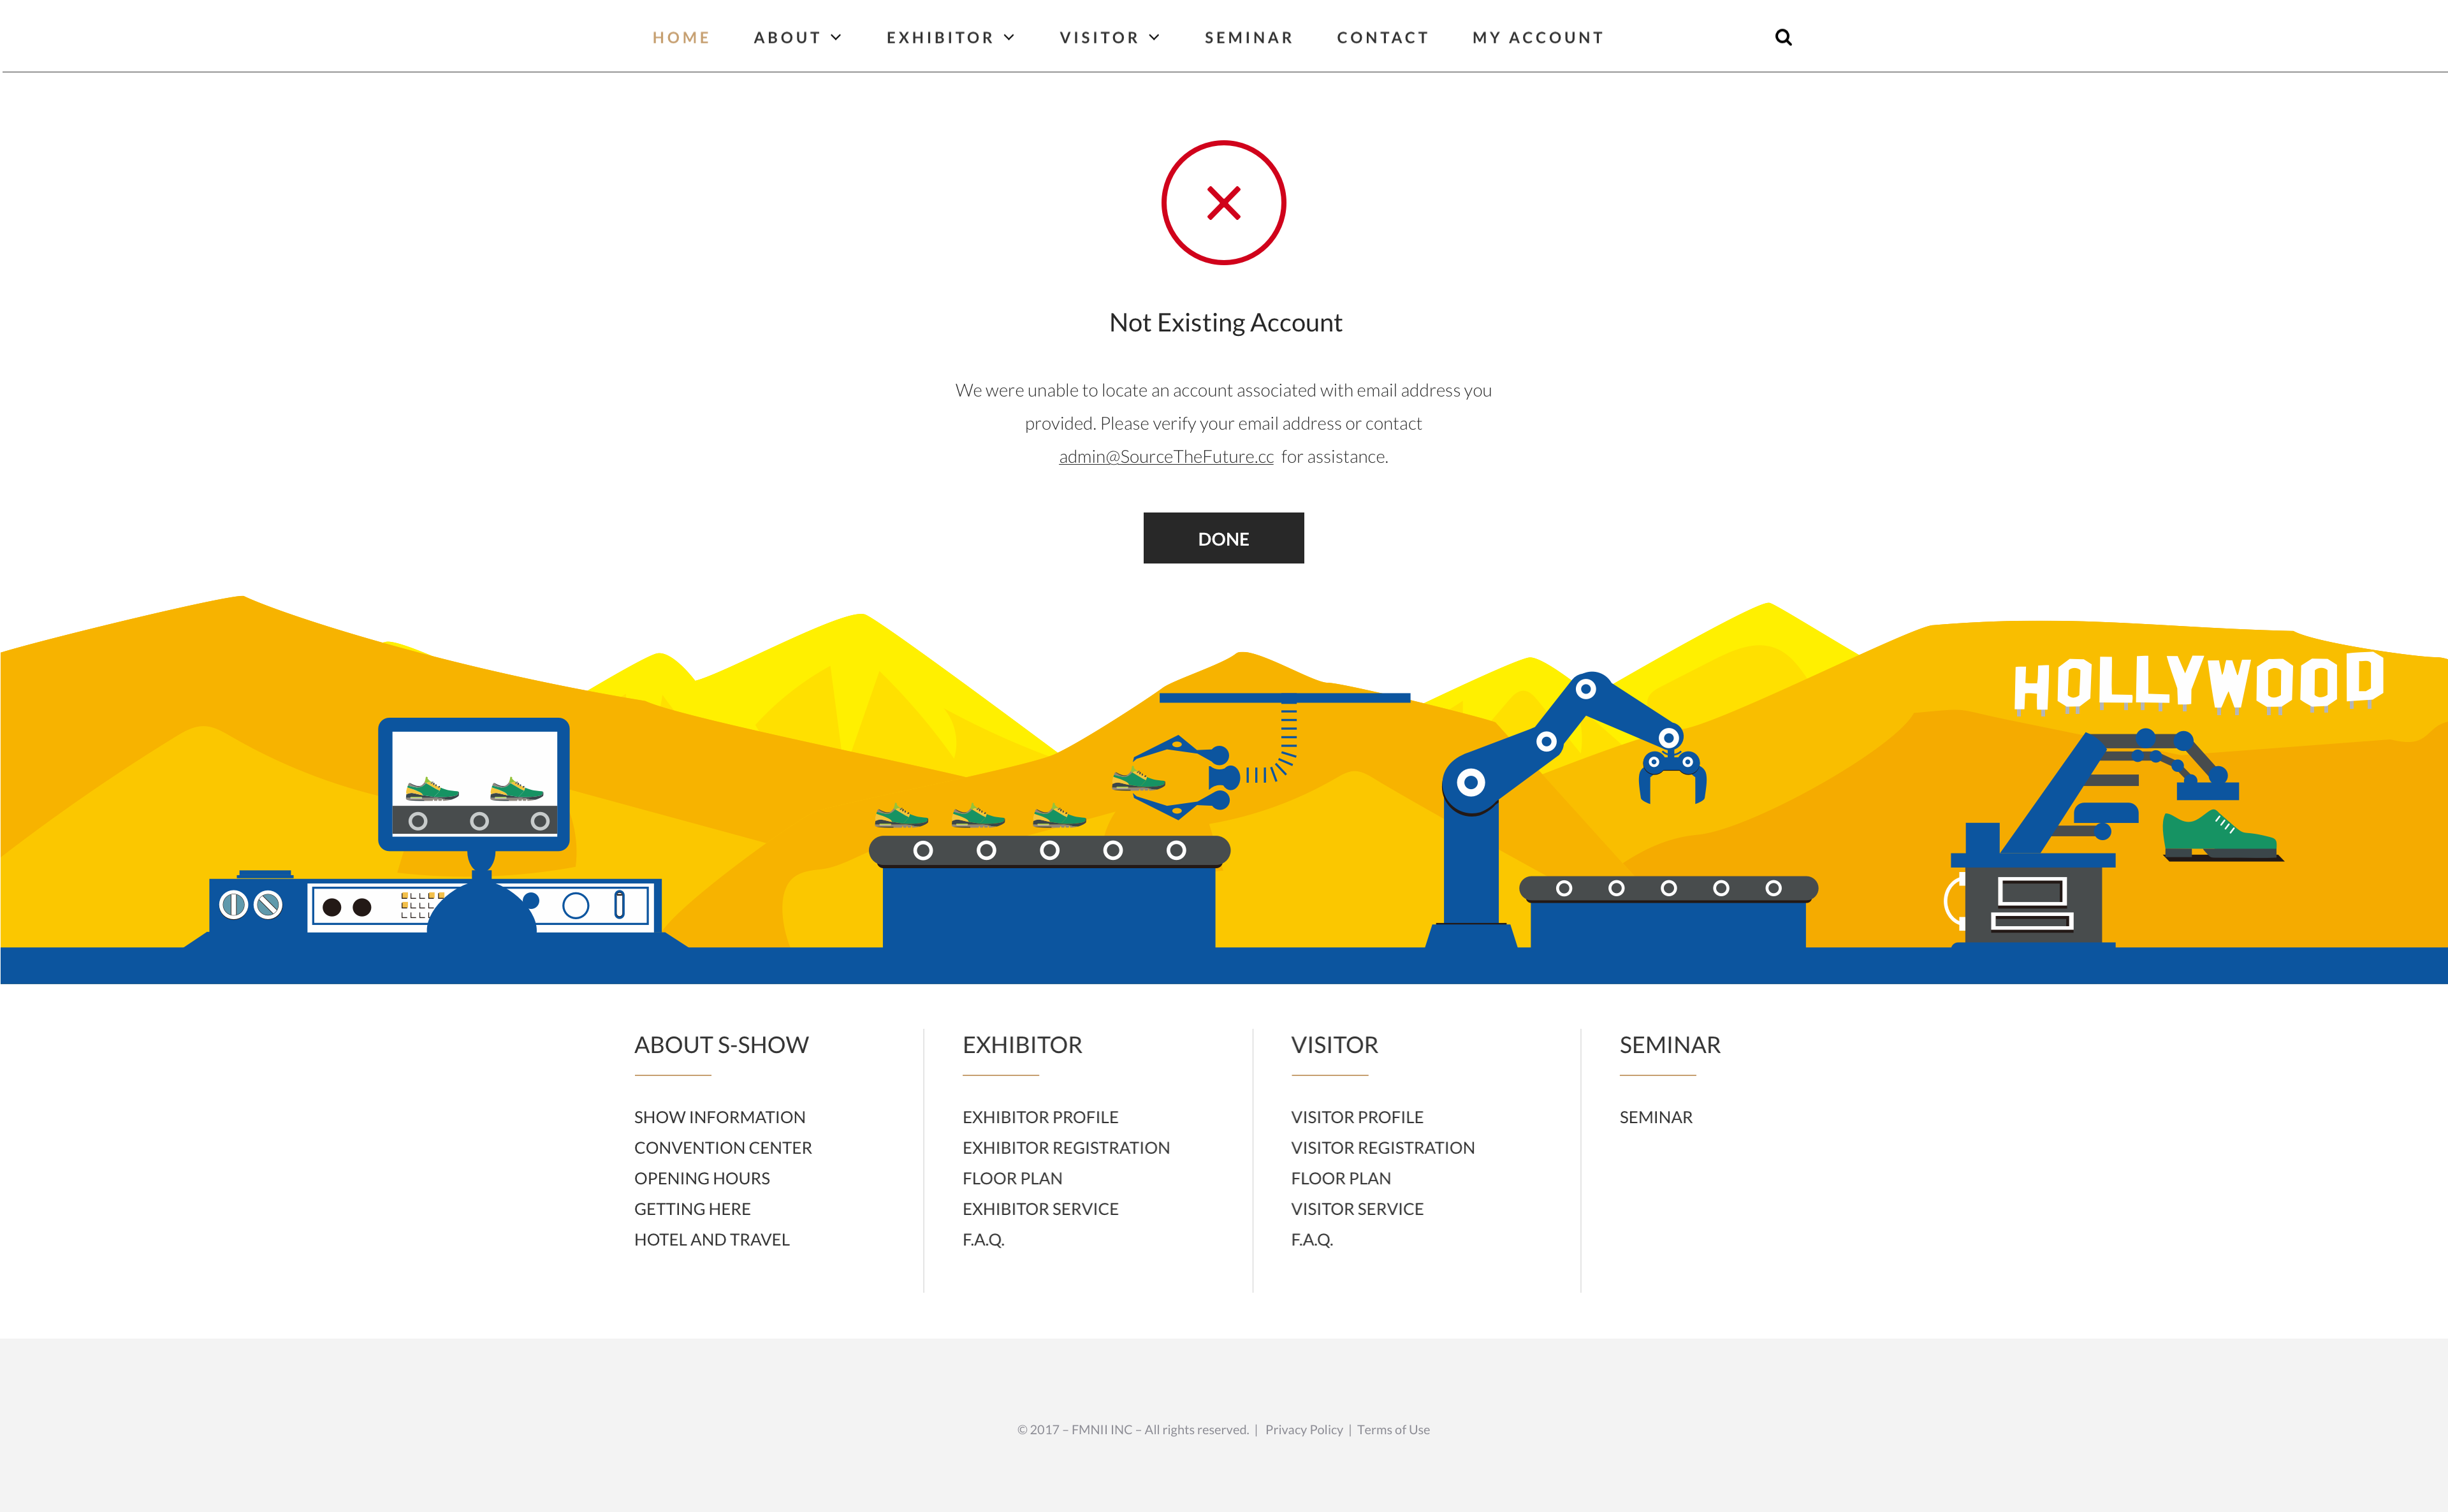 HOME ABOUT EXHIBITOR VISITOR SEMINAR CONTACT MY ACCOUNT
Not Existing Account
We were unable to locate an account associated with email address you
provided. Please verify your email address or contact
admin@SourceTheFuture.cc for assistance.
DONE
HOLLYWOOD
ABOUT S-SHOW
SHOW INFORMATION
CONVENTION CENTER
OPENING HOURS
GETTING HERE
HOTEL AND TRAVEL
EXHIBITOR
EXHIBITOR PROFILE
EXHIBITOR REGISTRATION
FLOOR PLAN
EXHIBITOR SERVICE
F.A.Q.
VISITOR
VISITOR PROFILE
VISITOR REGISTRATION
FLOOR PLAN
VISITOR SERVICE
F.A.Q.
SEMINAR
SEMINAR
© 2017 – FMNII INC – All rights reserved. | Privacy Policy | Terms of Use